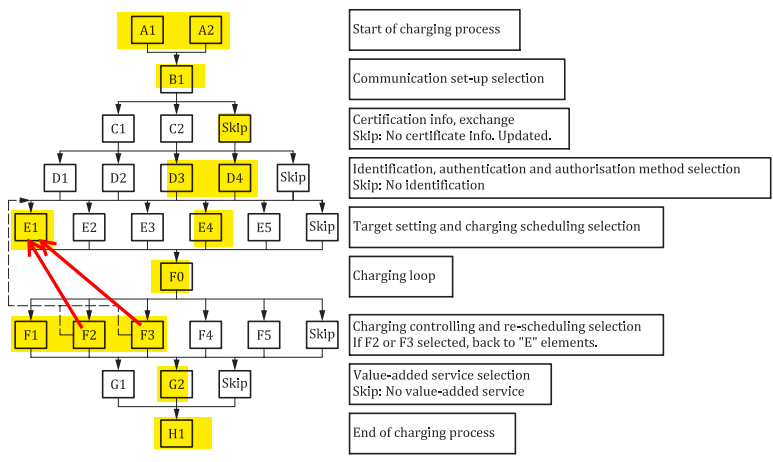 A1 A2 Start of charging process
B1 Communication set-up selection
C1 C2 Skip Certification info, exchange
Skip: No certificate info. Updated.
D1 D2 D3 D4 Skip Identification, authentication and authorisation method selection
Skip: No identification
E1 E2 E3 E4 E5 Skip Target setting and charging scheduling selection
F0 Charging loop
F1 F2 F3 F4 F5 Skip Charging controlling and re-scheduling selection
If F2 or F3 selected, back to "E" elements.
G1 G2 Skip Value-added service selection
Skip: No value-added service
H1 End of charging process